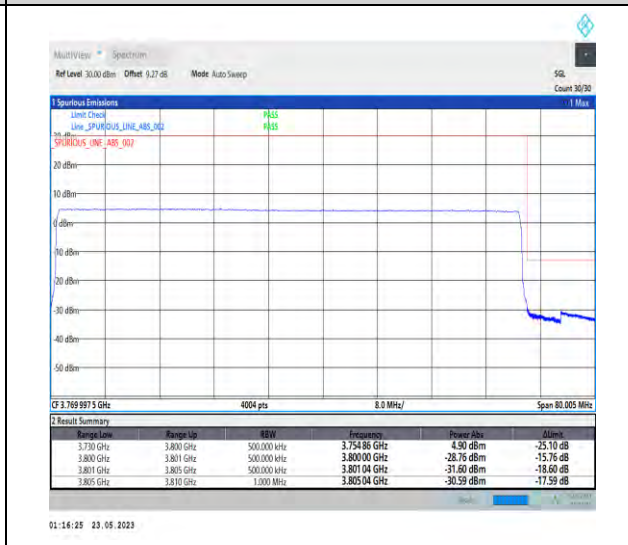 MultiView Spectrum
Ref Level 30.00 dBm Offset 9.27 dB Mode Auto Sweep SGL
Count 30/30
1 Spurious Emissions 1 Max
Limit Check PASS
Line _SPURIOUS_LINE_ABS_002 PASS
_SPURIOUS_LINE_ABS_002
20 dBm
10 dBm
0 dBm
-10 dBm
-20 dBm
-30 dBm
-40 dBm
-50 dBm
CF 3.769 997 5 GHz 4004 pts 8.0 MHz/ Span 80.005 MHz
2 Result Summary
Range Low Range Up RBW Frequency Power Abs ΔLimit
3.730 GHz 3.800 GHz 500.000 kHz 3.754 86 GHz 4.90 dBm -25.10 dB
3.800 GHz 3.801 GHz 500.000 kHz 3.800 00 GHz -28.76 dBm -15.76 dB
3.801 GHz 3.805 GHz 500.000 kHz 3.801 04 GHz -31.60 dBm -18.60 dB
3.805 GHz 3.810 GHz 1.000 MHz 3.805 04 GHz -30.59 dBm -17.59 dB
01:16:25 23.05.2023